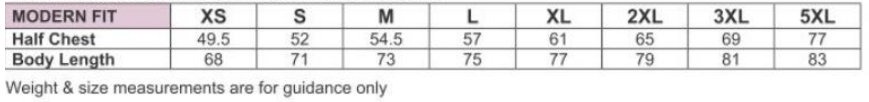 MODERN FIT XS S M L XL 2XL 3XL 5XL
Half Chest 49.5 52 54.5 57 61 65 69 77
Body Length 68 71 73 75 77 79 81 83
Weight & size measurements are for guidance only